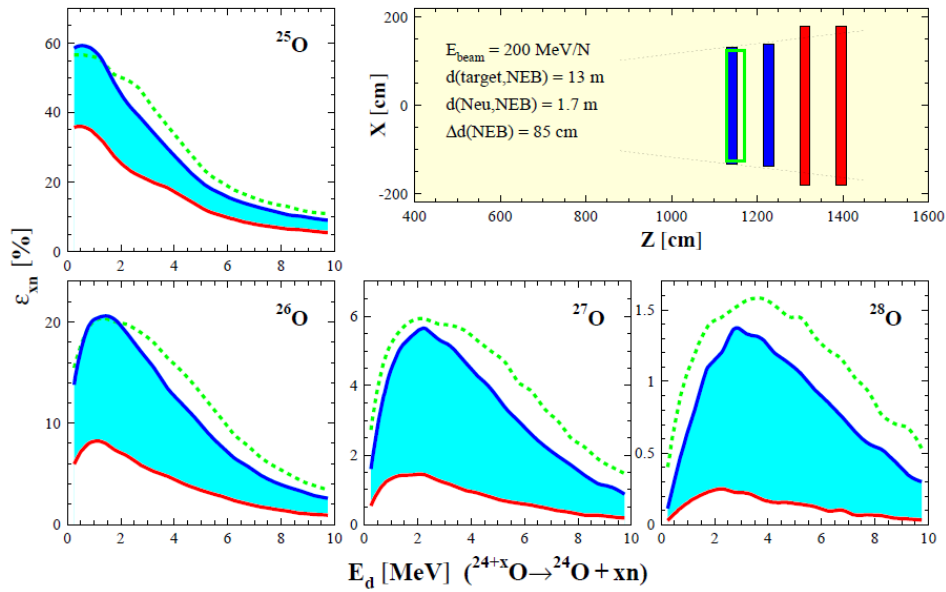 60
40
20
0
0 2 4 6 8 10
²⁵O
ε_xn [%]
200
0
-200
X [cm]
E_beam = 200 MeV/N
d(target,NEB) = 13 m
d(Neu,NEB) = 1.7 m
Δd(NEB) = 85 cm
400 600 800 1000 1200 1400 1600
Z [cm]
20
10
0
0 2 4 6 8 10
²⁶O
6
4
2
0
0 2 4 6 8 10
²⁷O
1.5
1
0.5
0
0 2 4 6 8 10
²⁸O
E_d [MeV] (²⁴⁺ˣO→²⁴O + xn)